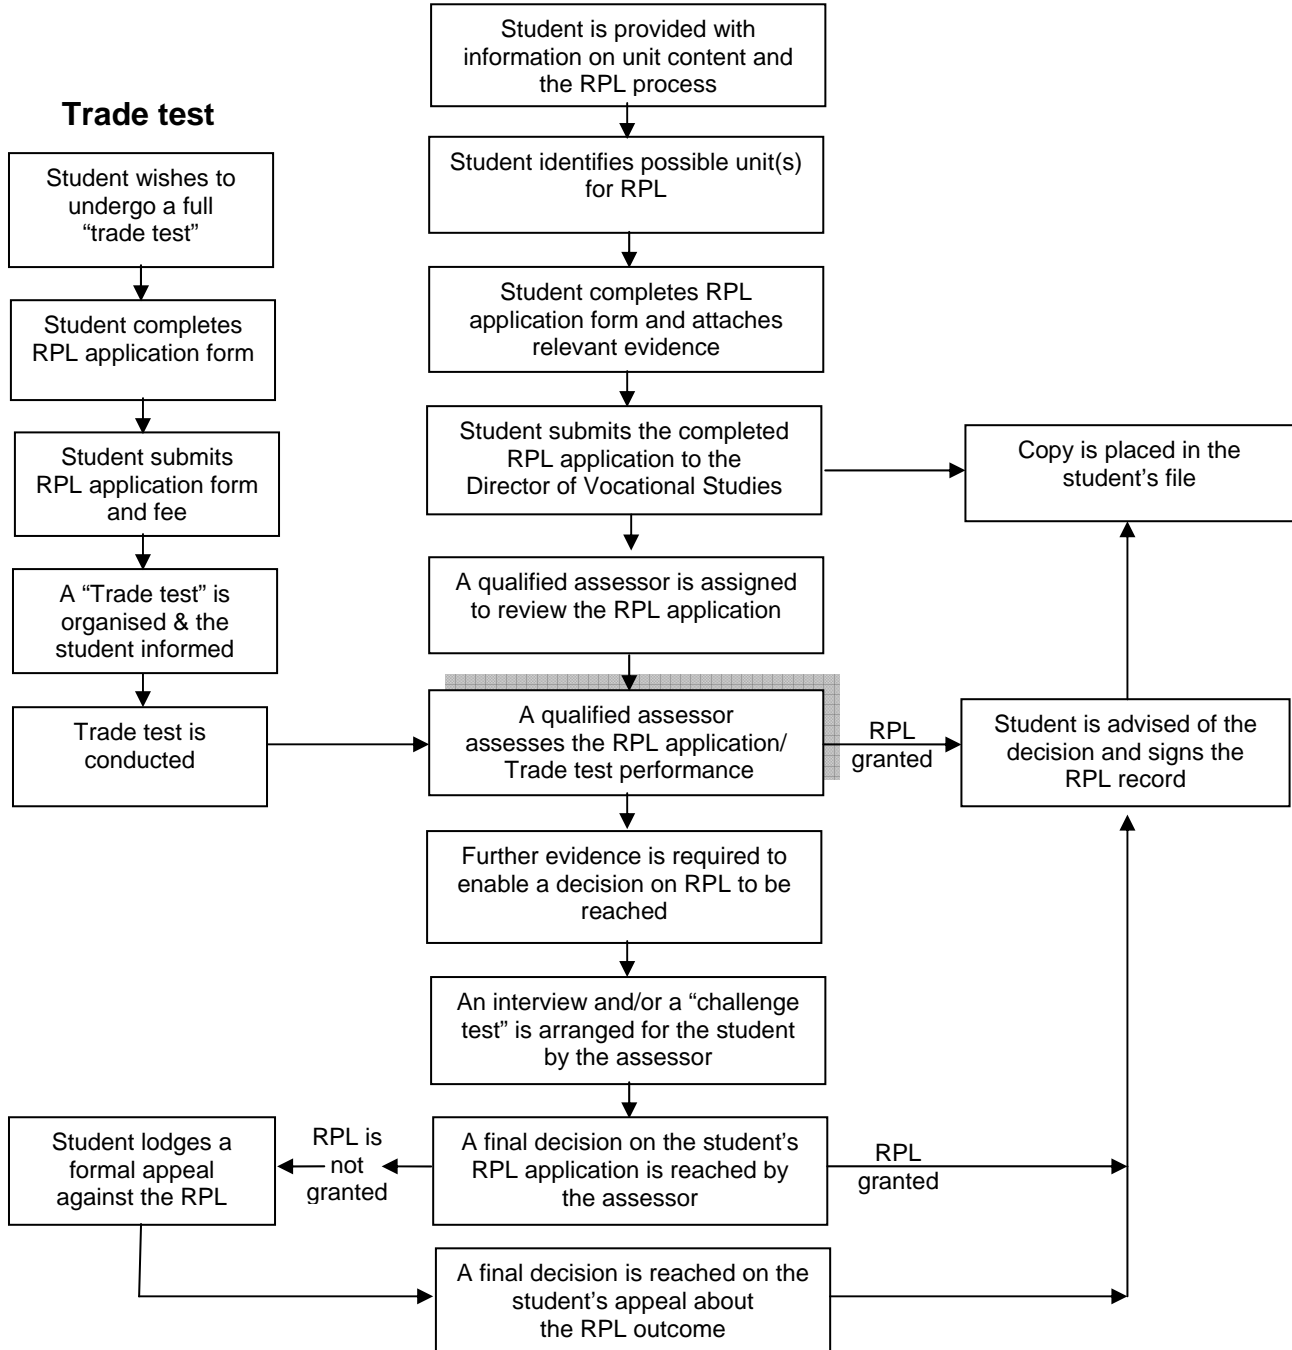 Student is provided with
information on unit content and
the RPL process
Trade test
Student wishes to
undergo a full
“trade test”
Student identifies possible unit(s)
for RPL
Student completes RPL
application form and attaches
relevant evidence
Student completes
RPL application form
Student submits the completed
RPL application to the
Director of Vocational Studies
Copy is placed in the
student’s file
Student submits
RPL application form
and fee
A “Trade test” is
organised & the
student informed
A qualified assessor is assigned
to review the RPL application
Trade test is
conducted
A qualified assessor
assesses the RPL application/
Trade test performance
RPL
granted
Student is advised of the
decision and signs the
RPL record
Further evidence is required to
enable a decision on RPL to be
reached
An interview and/or a “challenge
test” is arranged for the student
by the assessor
Student lodges a
formal appeal
against the RPL
RPL is
not
granted
A final decision on the student’s
RPL application is reached by
the assessor
RPL
granted
A final decision is reached on the
student’s appeal about
the RPL outcome